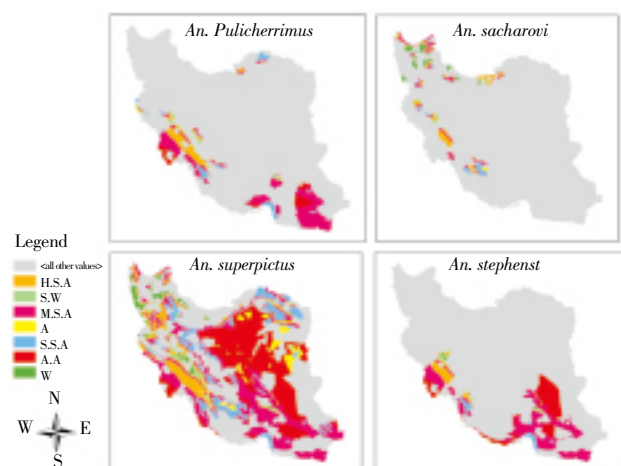 An. Pulicherrimus
An. sacharovi
Legend
<all other values>
H.S.A
S.W
M.S.A
A
S.S.A
A.A
W
An. superpictus
An. stephenst
N
W E
S